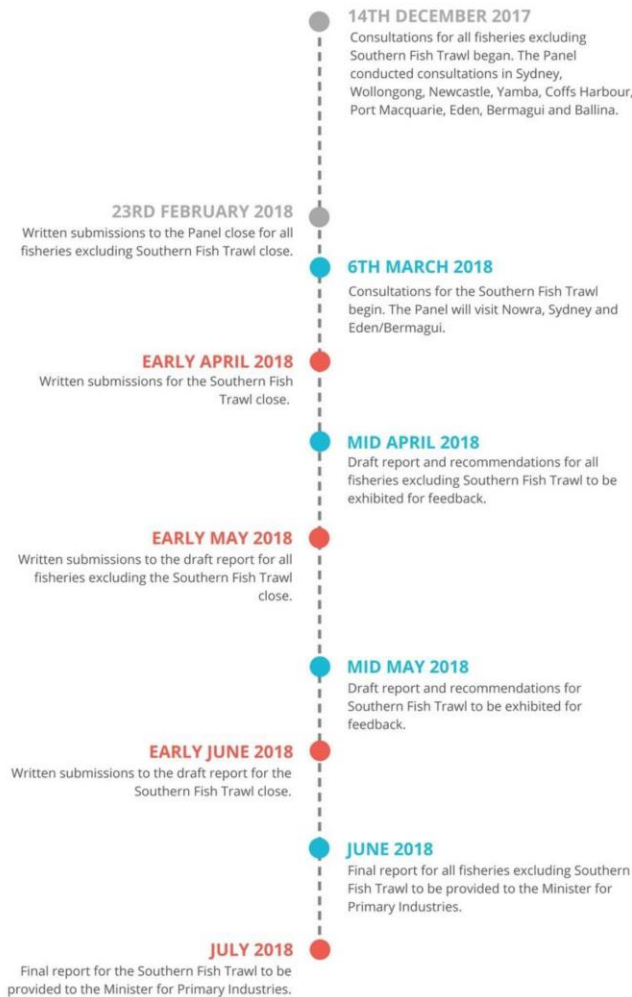 14TH DECEMBER 2017
Consultations for all fisheries excluding
Southern Fish Trawl began. The Panel
conducted consultations in Sydney,
Wollongong, Newcastle, Yamba, Coffs Harbour,
Port Macquarie, Eden, Bermagui and Ballina.
23RD FEBRUARY 2018
Written submissions to the Panel close for all
fisheries excluding Southern Fish Trawl close.
6TH MARCH 2018
Consultations for the Southern Fish Trawl
begin. The Panel will visit Nowra, Sydney and
Eden/Bermagui.
EARLY APRIL 2018
Written submissions for the Southern Fish
Trawl close.
MID APRIL 2018
Draft report and recommendations for all
fisheries excluding Southern Fish Trawl to be
exhibited for feedback.
EARLY MAY 2018
Written submissions to the draft report for all
fisheries excluding the Southern Fish Trawl
close.
MID MAY 2018
Draft report and recommendations for
Southern Fish Trawl to be exhibited for
feedback.
EARLY JUNE 2018
Written submissions to the draft report for the
Southern Fish Trawl close.
JUNE 2018
Final report for all fisheries excluding Southern
Fish Trawl to be provided to the Minister for
Primary Industries.
JULY 2018
Final report for the Southern Fish Trawl to be
provided to the Minister for Primary Industries.